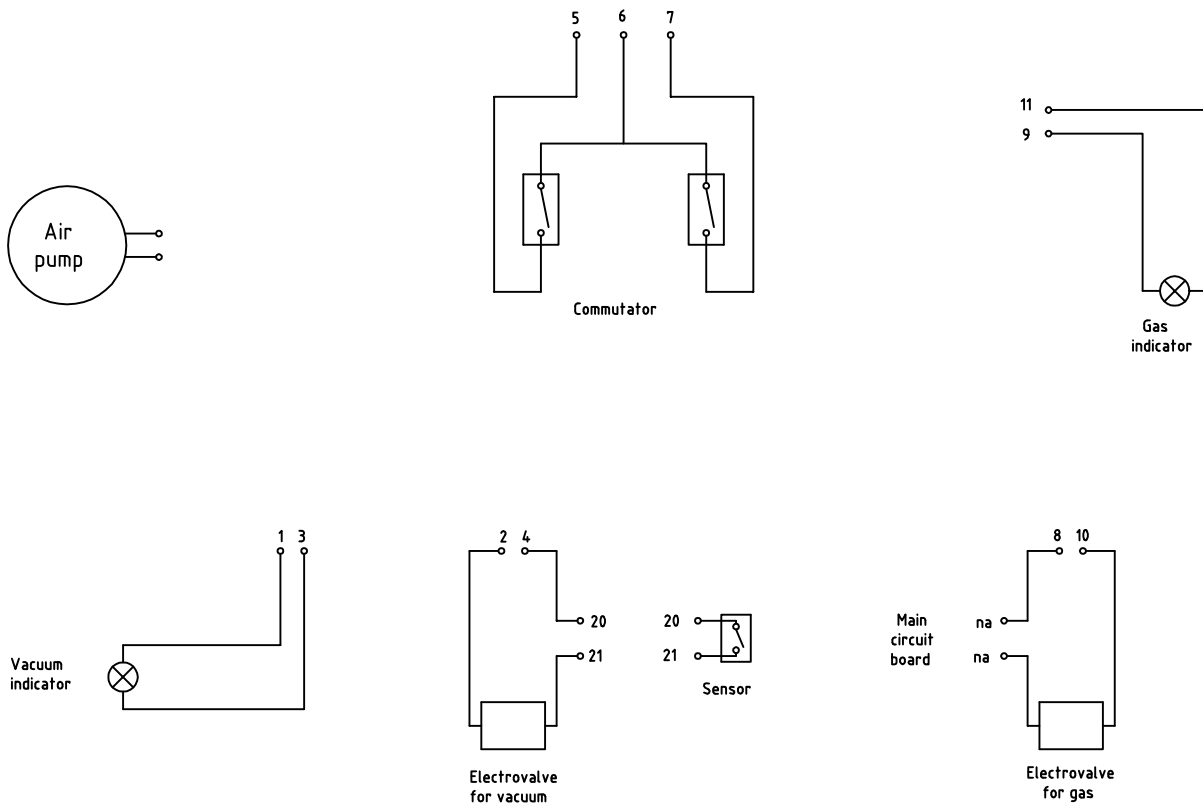 5 6 7
11
9
Air
pump
Commutator
Gas
indicator
1 3
2 4
8 10
20
21
20
21
Main
circuit
board
na
na
Vacuum
indicator
Sensor
Electrovalve
for vacuum
Electrovalve
for gas